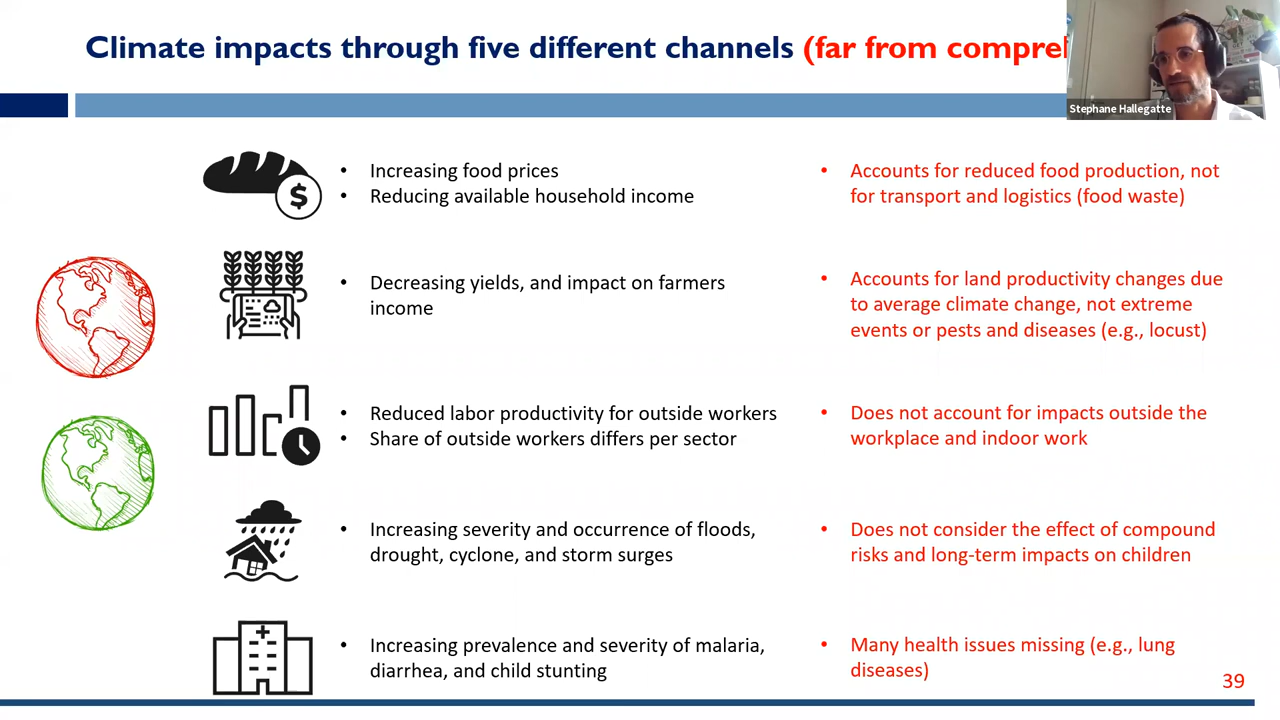 Climate impacts through five different channels (far from
Stephane Hallegatte
$
• Increasing food prices
• Reducing available household income
• Accounts for reduced food production, not
for transport and logistics (food waste)
• Decreasing yields, and impact on farmers
income
• Accounts for land productivity changes due
to average climate change, not extreme
events or pests and diseases (e.g., locust)
• Reduced labor productivity for outside workers
• Share of outside workers differs per sector
• Does not account for impacts outside the
workplace and indoor work
• Increasing severity and occurrence of floods,
drought, cyclone, and storm surges
• Does not consider the effect of compound
risks and long-term impacts on children
• Increasing prevalence and severity of malaria,
diarrhea, and child stunting
• Many health issues missing (e.g., lung
diseases)
39